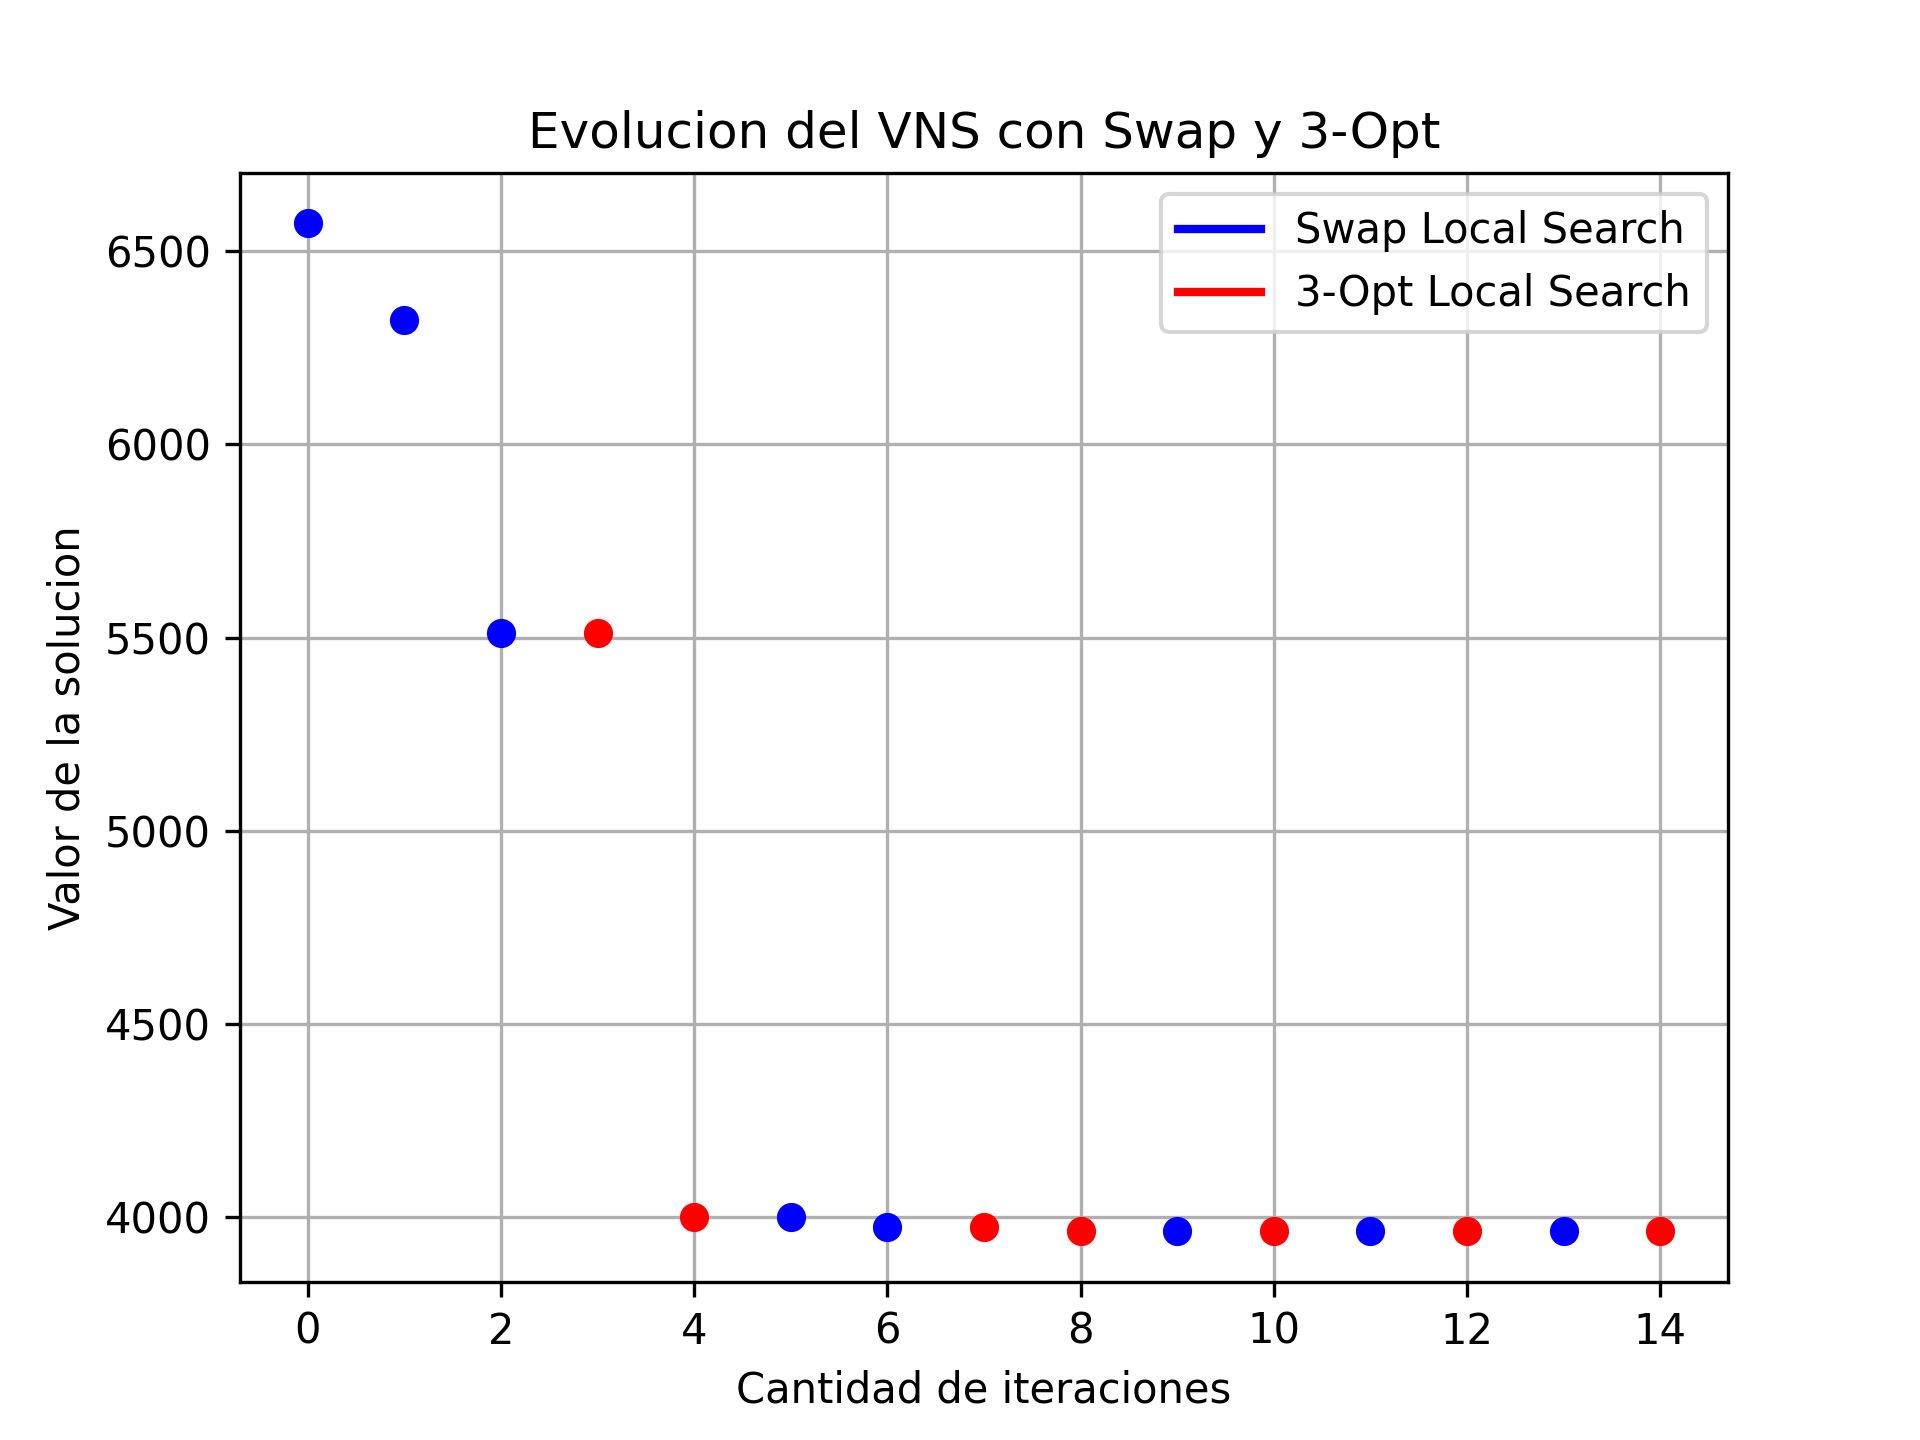 Evolucion del VNS con Swap y 3-Opt
Swap Local Search
3-Opt Local Search
Valor de la solucion
6500
6000
5500
5000
4500
4000
0 2 4 6 8 10 12 14
Cantidad de iteraciones